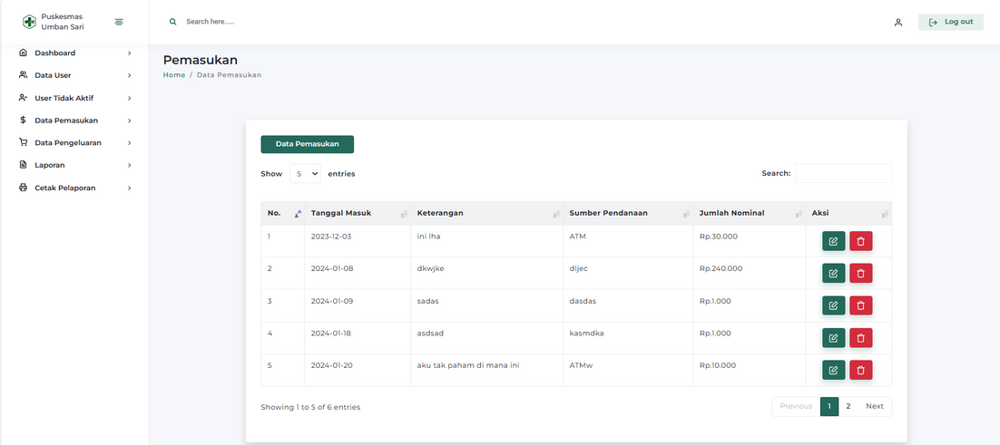 Puskesmas
Umban Sari
Search here.....
Log out
Dashboard
Data User
User Tidak Aktif
Data Pemasukan
Data Pengeluaran
Laporan
Cetak Pelaporan
Pemasukan
Home / Data Pemasukan
Data Pemasukan
Show 5 entries Search:
No. Tanggal Masuk Keterangan Sumber Pendanaan Jumlah Nominal Aksi
1 2023-12-03 ini lha ATM Rp.30.000
2 2024-01-08 dkwjke dljec Rp.240.000
3 2024-01-09 sadas dasdas Rp.1.000
4 2024-01-18 asdsad kasmdka Rp.1.000
5 2024-01-20 aku tak paham di mana ini ATMw Rp.10.000
Showing 1 to 5 of 6 entries Previous 1 2 Next